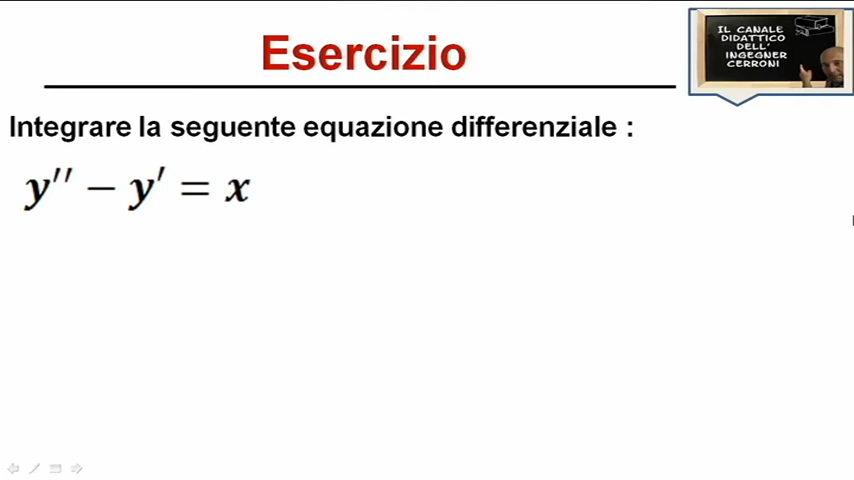 Esercizio
IL CANALE
DIDATTICO
DELL'
INGEGNER
CERRONI
Integrare la seguente equazione differenziale :
y′′ − y′ = x